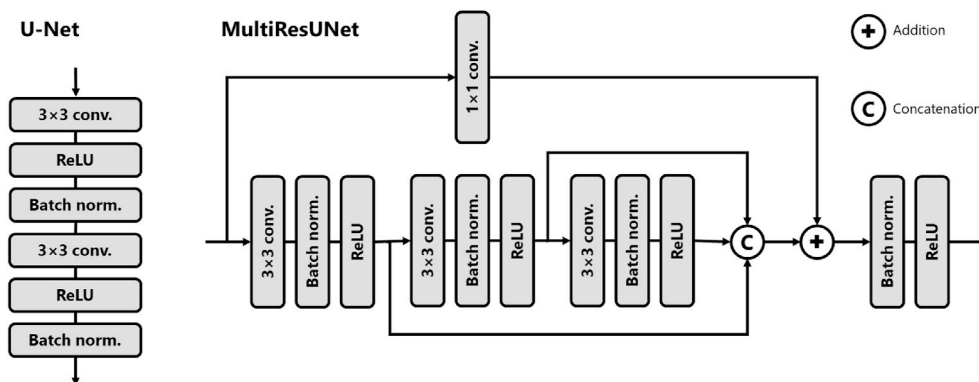 U-Net
3×3 conv.
ReLU
Batch norm.
3×3 conv.
ReLU
Batch norm.
MultiResUNet
1×1 conv.
3×3 conv.
Batch norm.
ReLU
3×3 conv.
Batch norm.
ReLU
3×3 conv.
Batch norm.
ReLU
C
+
Batch norm.
ReLU
+ Addition
C Concatenation